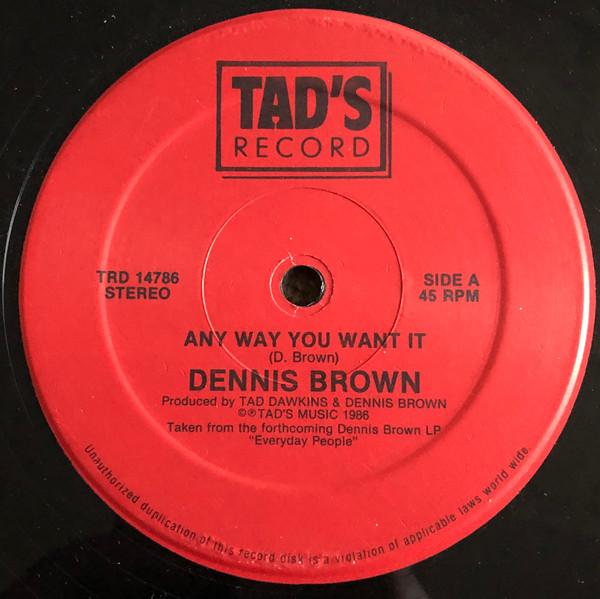 TAD'S
RECORD
TRD 14786
STEREO
SIDE A
45 RPM
ANY WAY YOU WANT IT
(D. Brown)
DENNIS BROWN
Produced by TAD DAWKINS & DENNIS BROWN
©℗TAD'S MUSIC 1986
Taken from the forthcoming Dennis Brown LP
"Everyday People"
Unauthorized duplication of this record disk is a violation of applicable laws world wide.